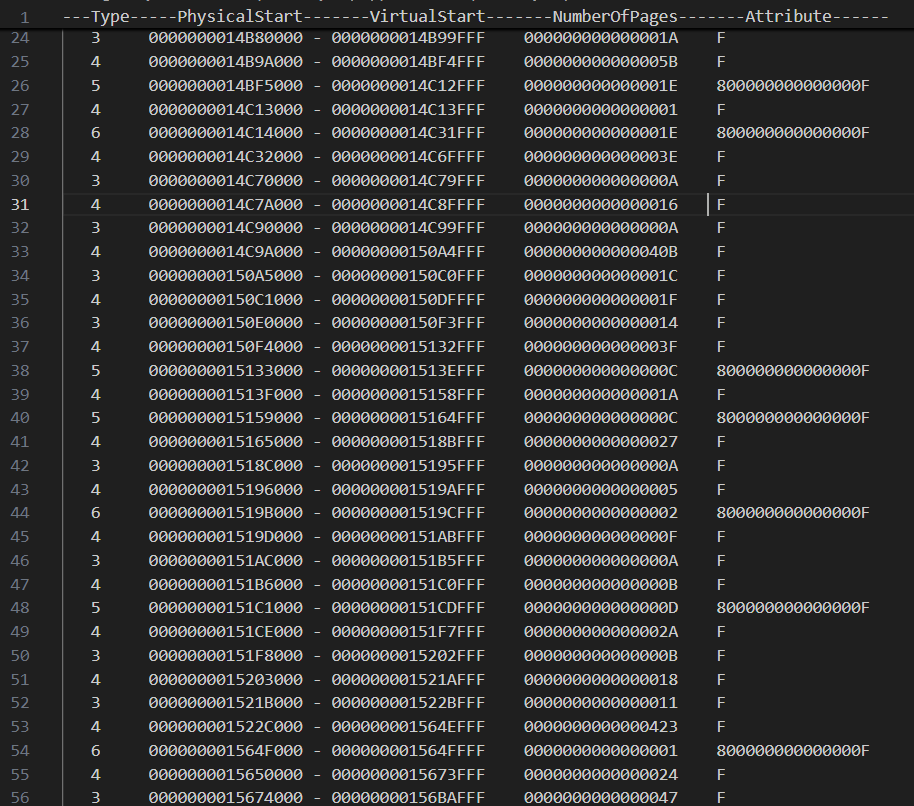 1 ---Type-----PhysicalStart-------VirtualStart-------NumberOfPages-------Attribute------
24 3 0000000014B80000 - 0000000014B99FFF 000000000000001A F
25 4 0000000014B9A000 - 0000000014BF4FFF 000000000000005B F
26 5 0000000014BF5000 - 0000000014C12FFF 000000000000001E 800000000000000F
27 4 0000000014C13000 - 0000000014C13FFF 0000000000000001 F
28 6 0000000014C14000 - 0000000014C31FFF 000000000000001E 800000000000000F
29 4 0000000014C32000 - 0000000014C6FFFF 000000000000003E F
30 3 0000000014C70000 - 0000000014C79FFF 000000000000000A F
31 4 0000000014C7A000 - 0000000014C8FFFF 0000000000000016 F
32 3 0000000014C90000 - 0000000014C99FFF 000000000000000A F
33 4 0000000014C9A000 - 00000000150A4FFF 000000000000040B F
34 3 00000000150A5000 - 00000000150C0FFF 000000000000001C F
35 4 00000000150C1000 - 00000000150DFFFF 000000000000001F F
36 3 00000000150E0000 - 00000000150F3FFF 0000000000000014 F
37 4 00000000150F4000 - 0000000015132FFF 000000000000003F F
38 5 0000000015133000 - 000000001513EFFF 000000000000000C 800000000000000F
39 4 000000001513F000 - 0000000015158FFF 000000000000001A F
40 5 0000000015159000 - 0000000015164FFF 000000000000000C 800000000000000F
41 4 0000000015165000 - 000000001518BFFF 0000000000000027 F
42 3 000000001518C000 - 0000000015195FFF 000000000000000A F
43 4 0000000015196000 - 000000001519AFFF 0000000000000005 F
44 6 000000001519B000 - 000000001519CFFF 0000000000000002 800000000000000F
45 4 000000001519D000 - 00000000151ABFFF 000000000000000F F
46 3 00000000151AC000 - 00000000151B5FFF 000000000000000A F
47 4 00000000151B6000 - 00000000151C0FFF 000000000000000B F
48 5 00000000151C1000 - 00000000151CDFFF 000000000000000D 800000000000000F
49 4 00000000151CE000 - 00000000151F7FFF 000000000000002A F
50 3 00000000151F8000 - 0000000015202FFF 000000000000000B F
51 4 0000000015203000 - 000000001521AFFF 0000000000000018 F
52 3 000000001521B000 - 000000001522BFFF 0000000000000011 F
53 4 000000001522C000 - 000000001564EFFF 0000000000000423 F
54 6 000000001564F000 - 000000001564FFFF 0000000000000001 800000000000000F
55 4 0000000015650000 - 0000000015673FFF 0000000000000024 F
56 3 0000000015674000 - 00000000156BAFFF 0000000000000047 F